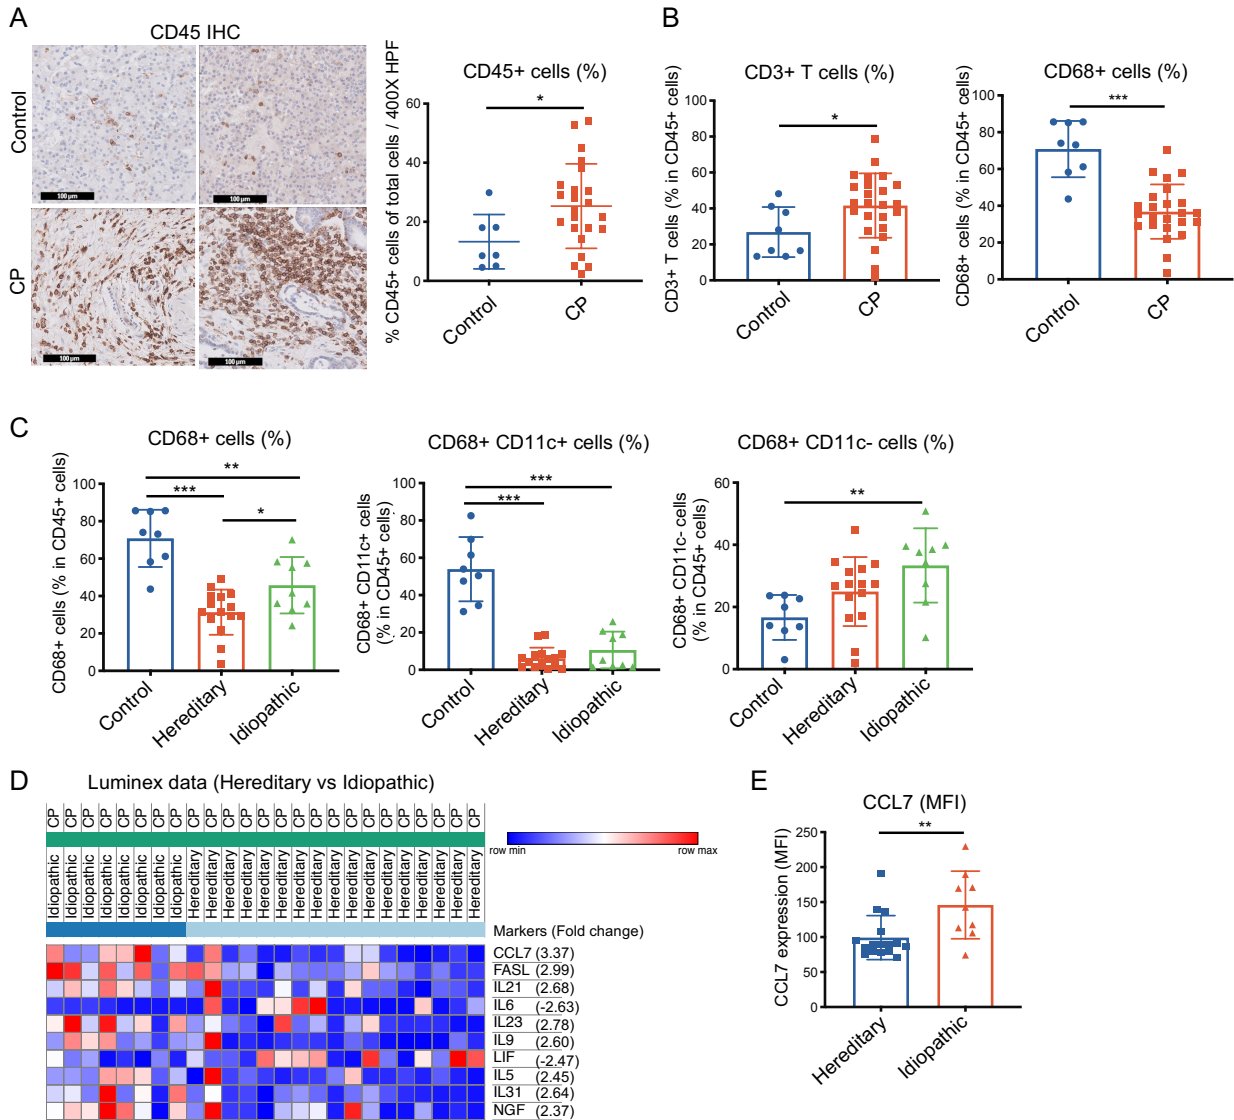 A
CD45 IHC
Control
CP
100 μm
100 μm
100 μm
100 μm
CD45+ cells (%)
% CD45+ cells of total cells / 400X HPF
60
40
20
0
*
Control
CP
B
CD3+ T cells (%)
CD3+ T cells (% in CD45+ cells)
100
80
60
40
20
0
*
Control
CP
CD68+ cells (%)
CD68+ cells (% in CD45+ cells)
100
80
60
40
20
0
***
Control
CP
C
CD68+ cells (%)
CD68+ cells (% in CD45+ cells)
100
80
60
40
20
0
**
***
*
Control
Hereditary
Idiopathic
CD68+ CD11c+ cells (%)
CD68+ CD11c+ cells
(% in CD45+ cells)
100
80
60
40
20
0
***
***
Control
Hereditary
Idiopathic
CD68+ CD11c- cells (%)
CD68+ CD11c- cells
(% in CD45+ cells)
60
40
20
0
**
Control
Hereditary
Idiopathic
D
Luminex data (Hereditary vs Idiopathic)
CP CP CP CP CP CP CP CP CP CP CP CP CP CP CP CP CP CP CP CP CP CP CP CP CP
Idiopathic Idiopathic Idiopathic Idiopathic Idiopathic Idiopathic Idiopathic Idiopathic Hereditary Hereditary Hereditary Hereditary Hereditary Hereditary Hereditary Hereditary Hereditary Hereditary Hereditary Hereditary Hereditary Hereditary Hereditary Hereditary Hereditary
row min
row max
Markers (Fold change)
CCL7 (3.37)
FASL (2.99)
IL21 (2.68)
IL6 (-2.63)
IL23 (2.78)
IL9 (2.60)
LIF (-2.47)
IL5 (2.45)
IL31 (2.64)
NGF (2.37)
E
CCL7 (MFI)
CCL7 expression (MFI)
250
200
150
100
50
0
**
Hereditary
Idiopathic